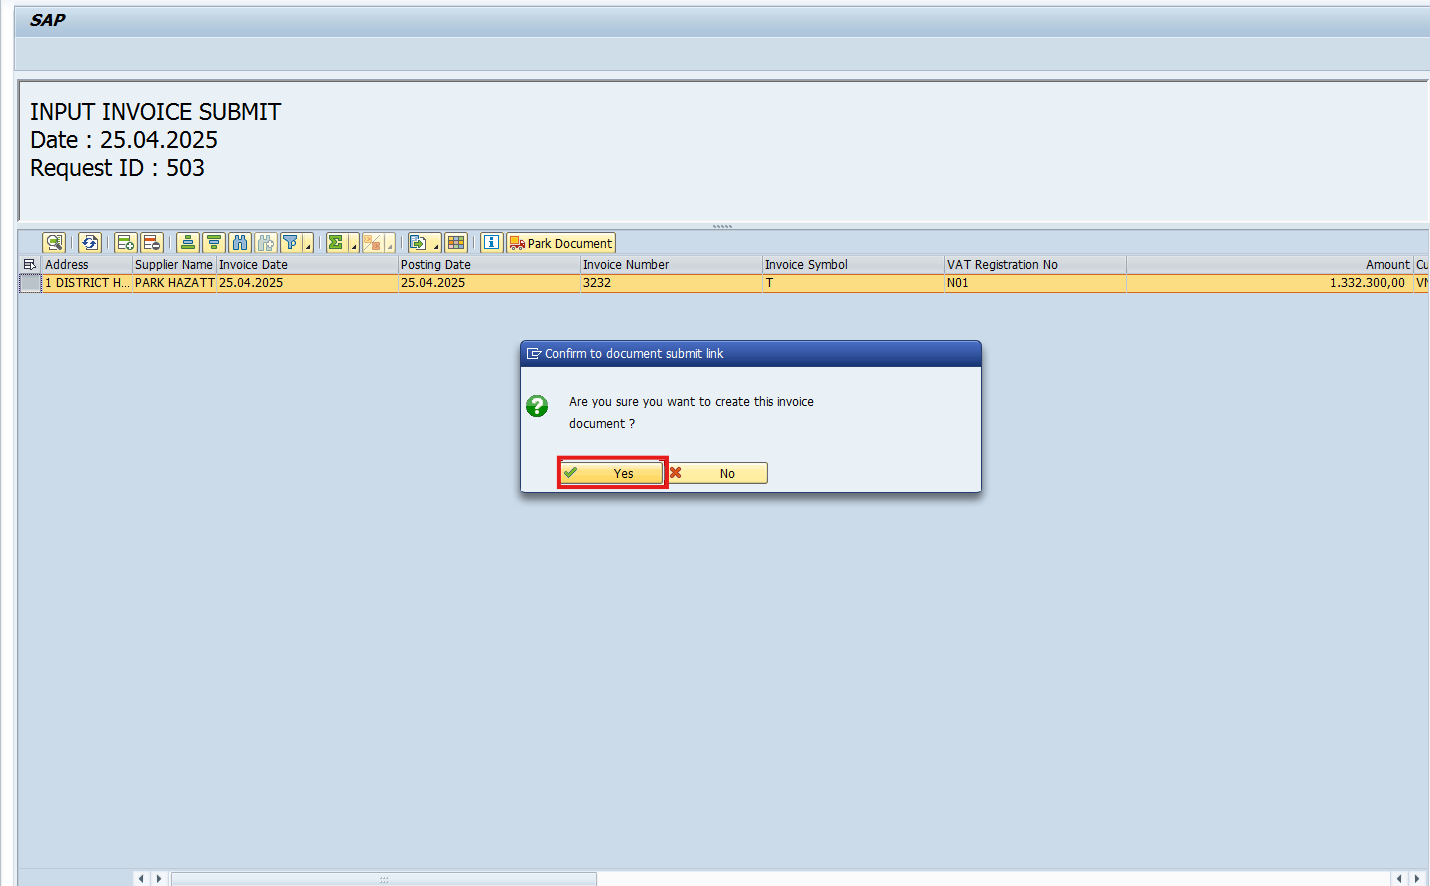 SAP
INPUT INVOICE SUBMIT
Date : 25.04.2025
Request ID : 503
Park Document
Address Supplier Name Invoice Date Posting Date Invoice Number Invoice Symbol VAT Registration No Amount Cu
1 DISTRICT H... PARK HAZATT 25.04.2025 25.04.2025 3232 T N01 1.332.300,00 VN
Confirm to document submit link
Are you sure you want to create this invoice
document ?
Yes No